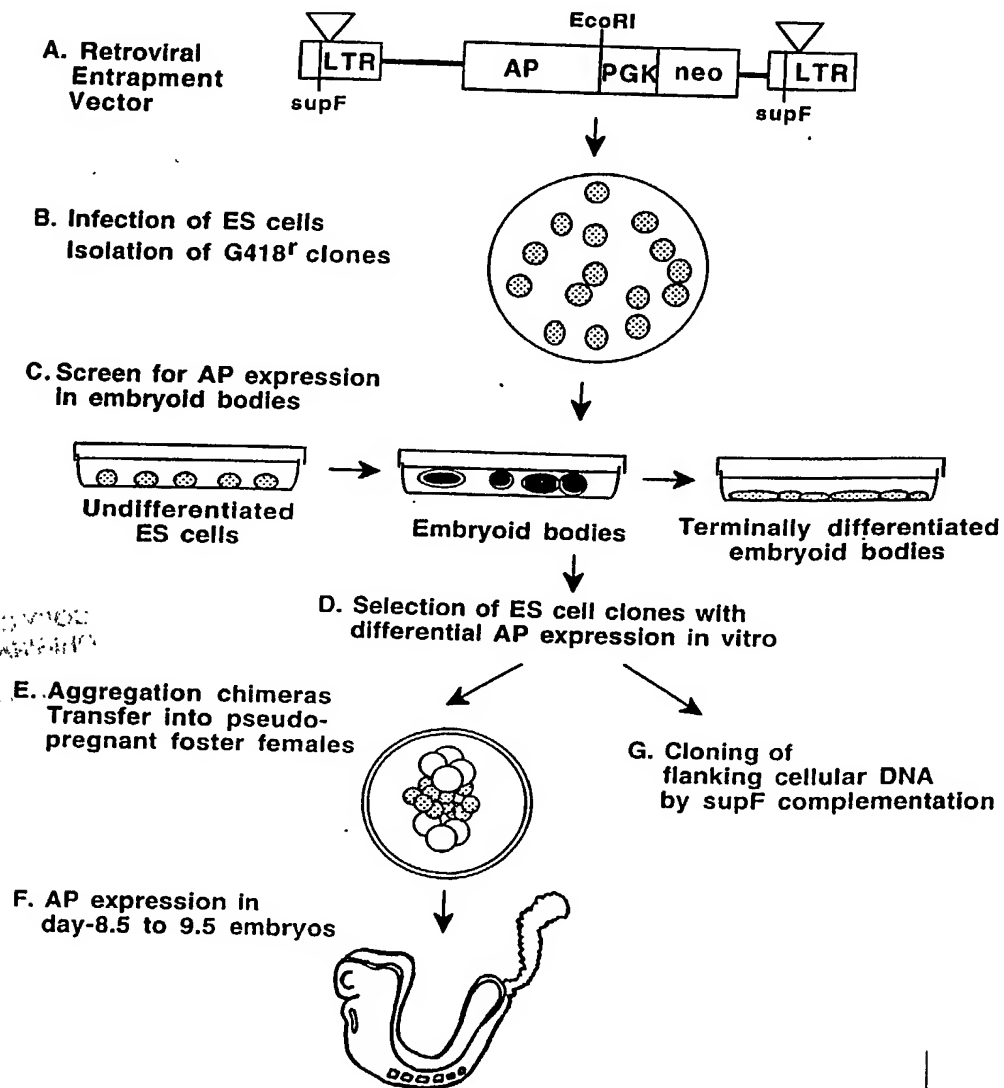 A. Retroviral
Entrapment
Vector
EcoRI
LTR
AP
PGK
neo
LTR
supF
supF
B. Infection of ES cells
Isolation of G418r clones
C. Screen for AP expression
in embryoid bodies
Undifferentiated
ES cells
Embryoid bodies
Terminally differentiated
embryoid bodies
D. Selection of ES cell clones with
differential AP expression in vitro
E. Aggregation chimeras
Transfer into pseudo-
pregnant foster females
G. Cloning of
flanking cellular DNA
by supF complementation
F. AP expression in
day-8.5 to 9.5 embryos